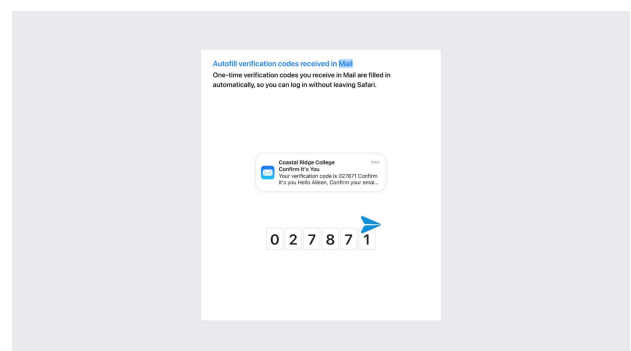 Autofill verification codes received in Mail
One-time verification codes you receive in Mail are filled in
automatically, so you can log in without leaving Safari.
Coastal Ridge College now
Confirm It's You
Your verification code is 027871 Confirm
it's you Hello Aileen, Confirm your emai...
0 2 7 8 7 1